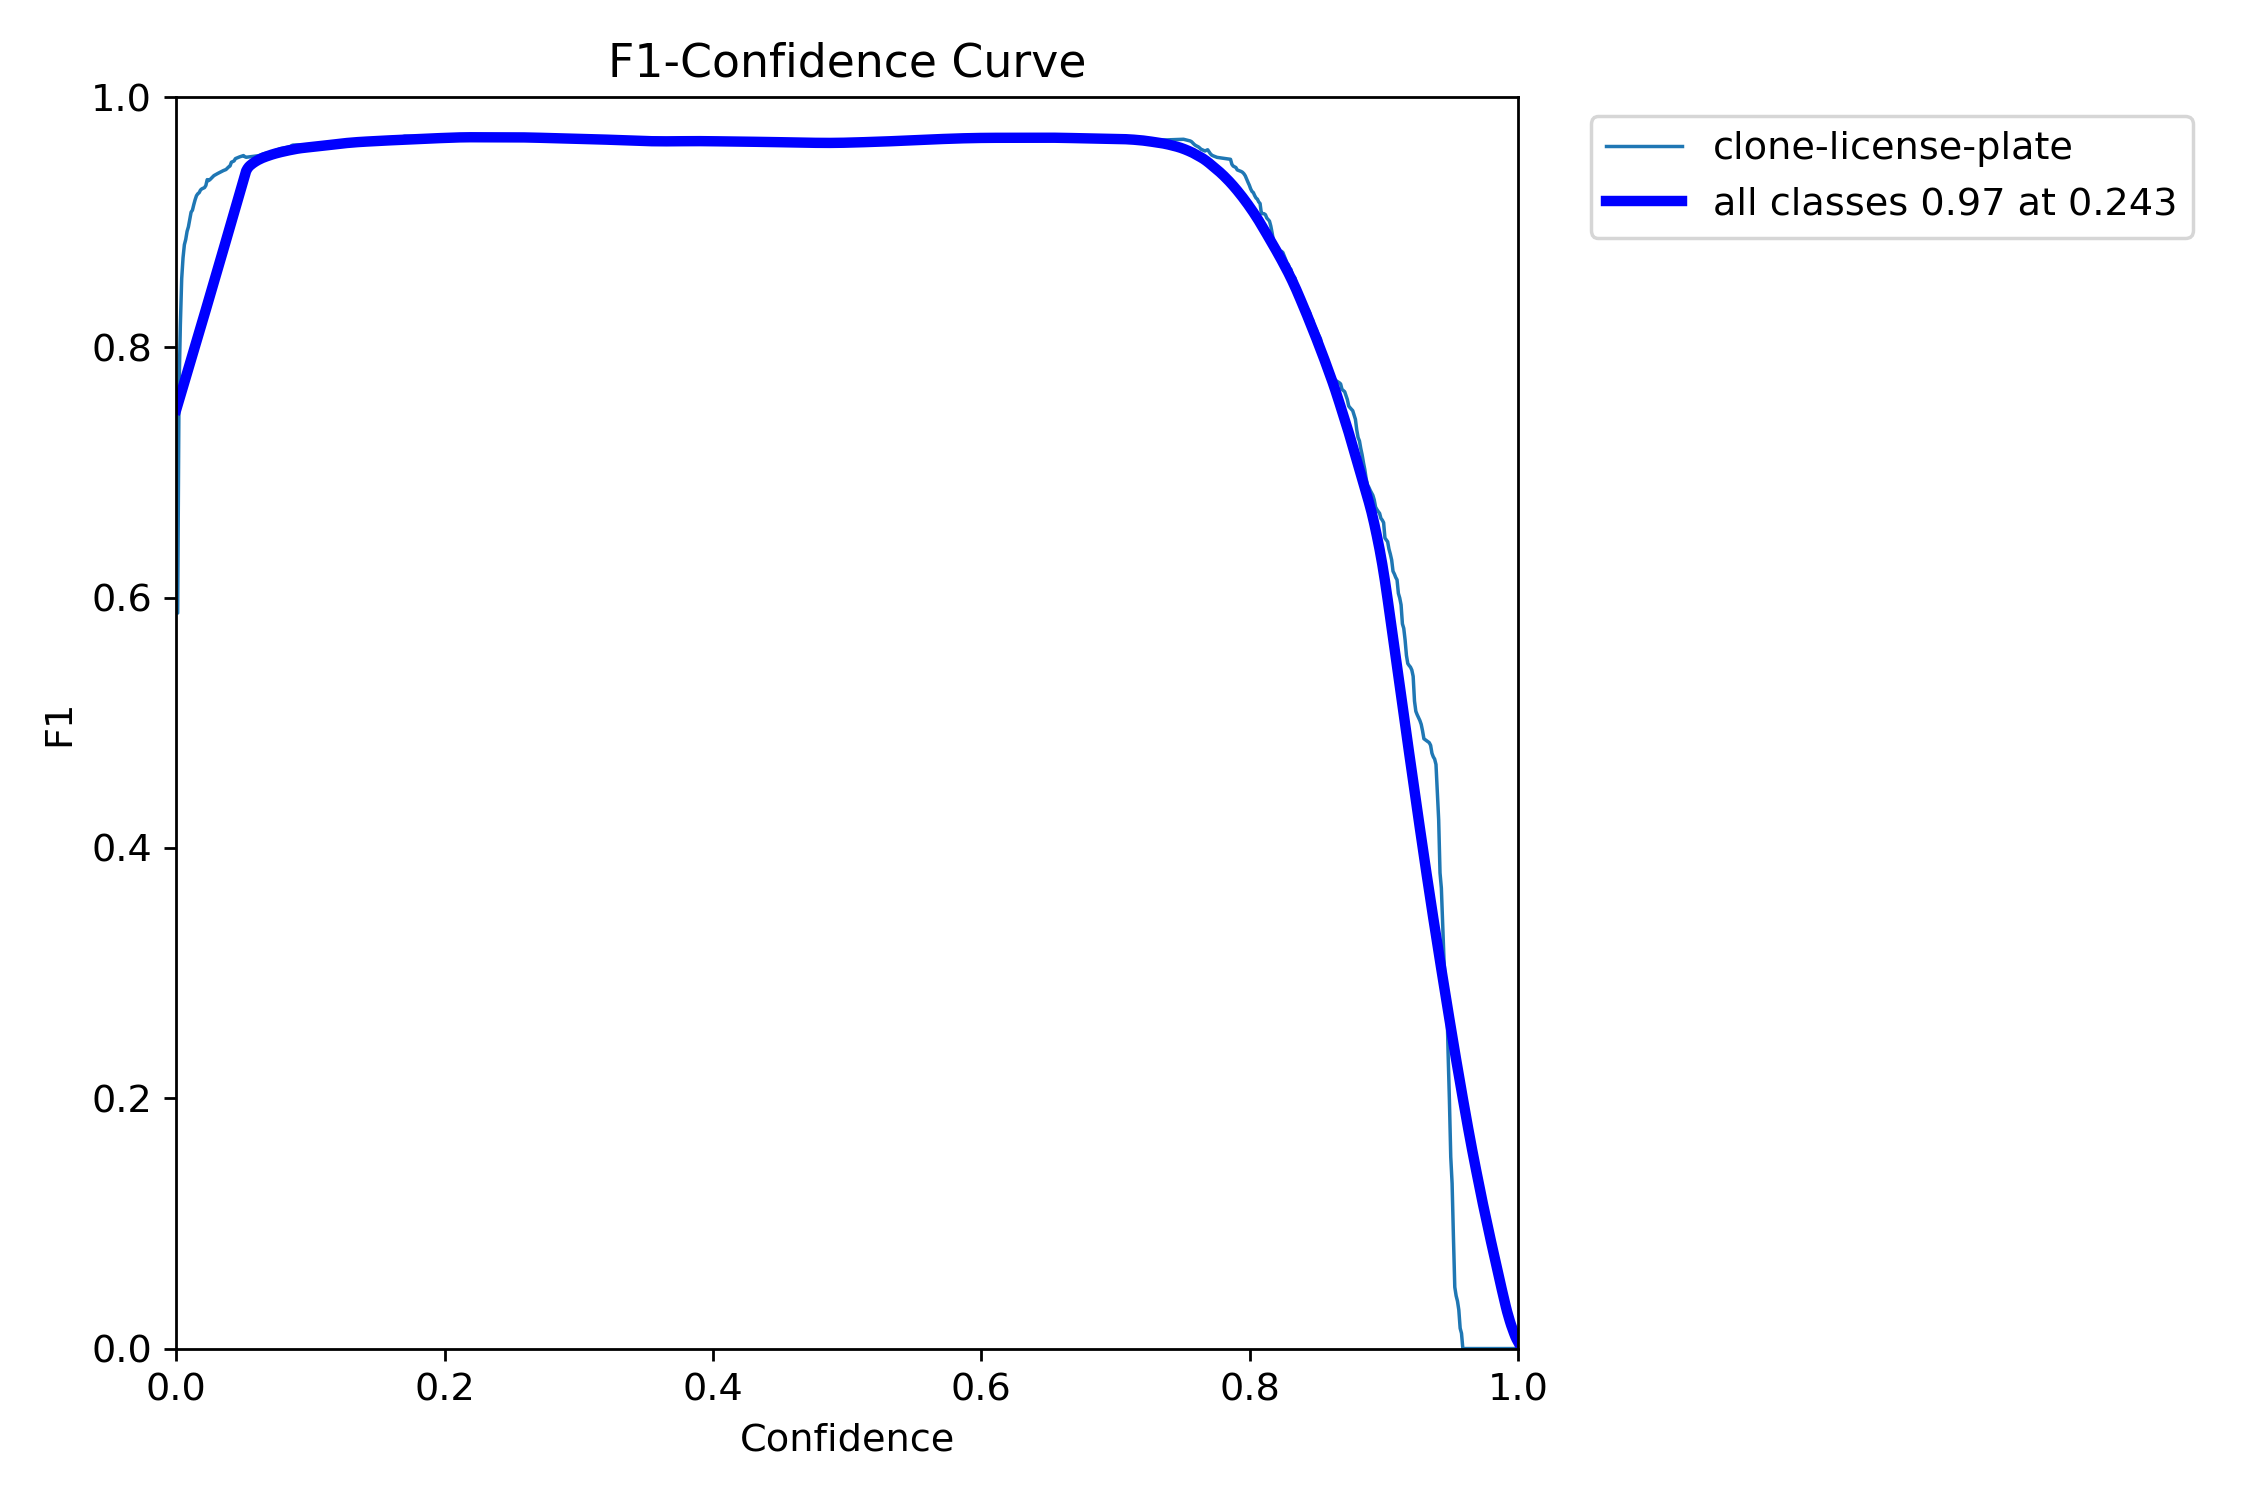 F1-Confidence Curve
clone-license-plate
all classes 0.97 at 0.243
1.0
0.8
0.6
0.4
0.2
0.0
F1
0.0 0.2 0.4 0.6 0.8 1.0
Confidence